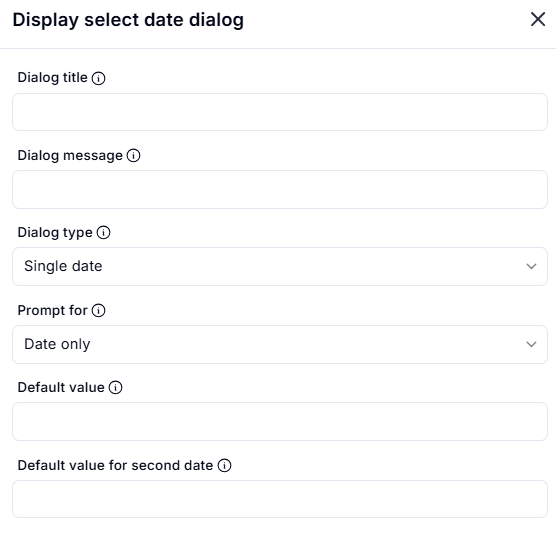 Display select date dialog
Dialog title
Dialog message
Dialog type
Single date
Prompt for
Date only
Default value
Default value for second date